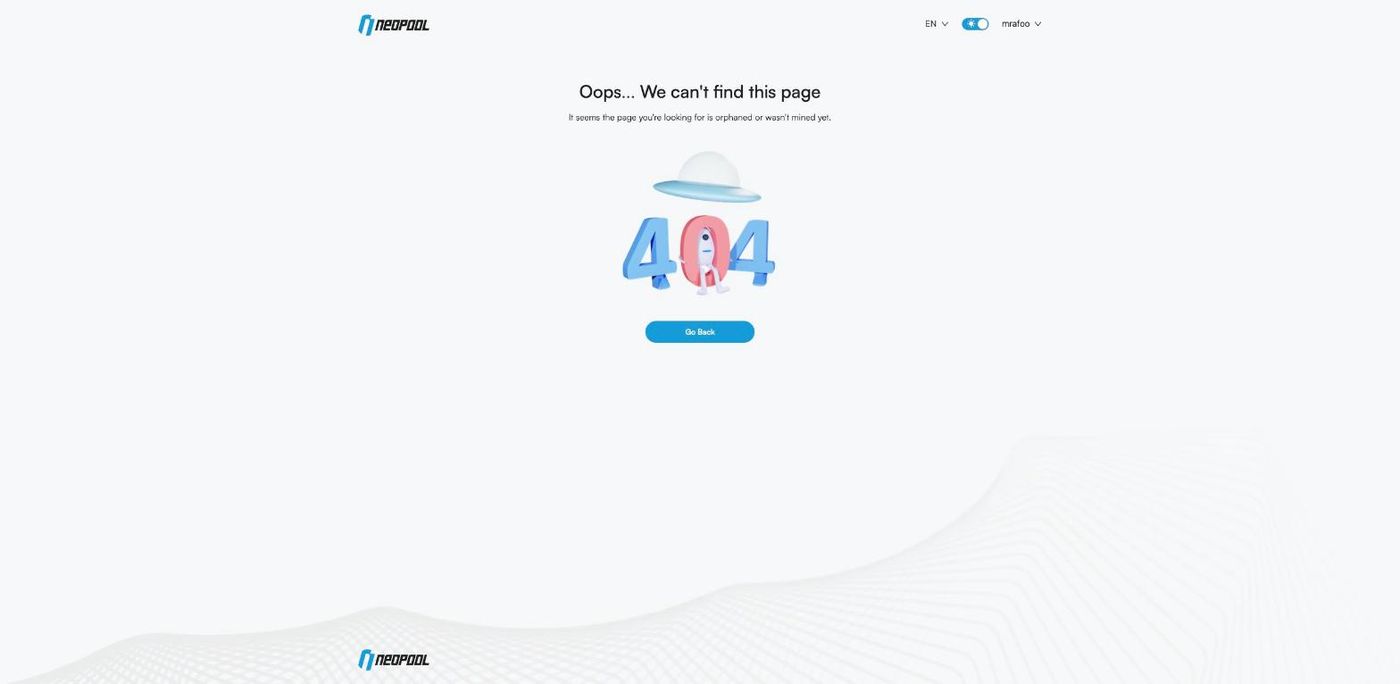 NEOPOOL
EN
mrafoo
Oops... We can't find this page
It seems the page you're looking for is orphaned or wasn't mined yet.
404
Go Back
NEOPOOL